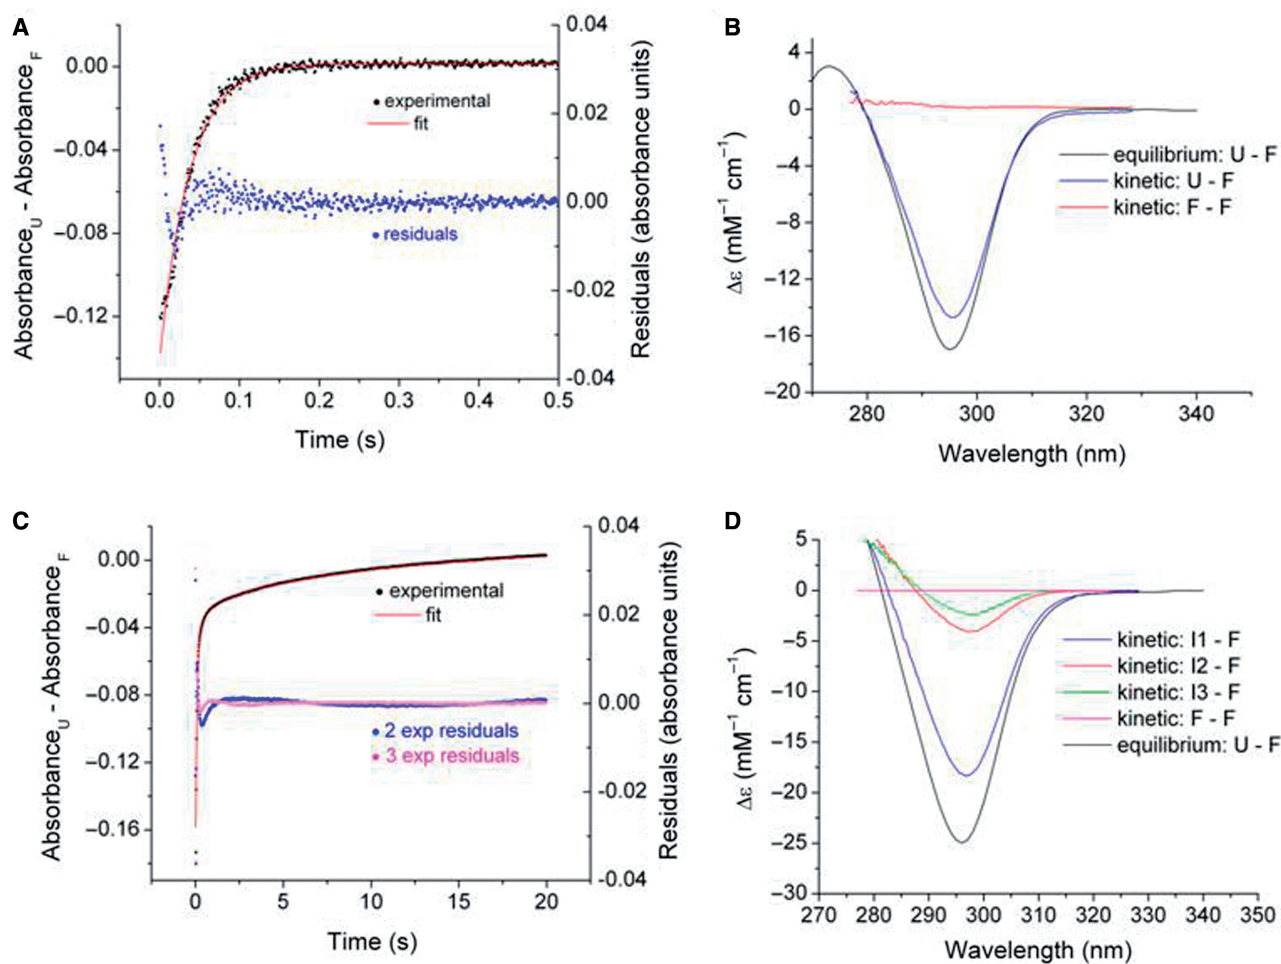 A
0.04
0.00
−0.04
−0.08
−0.12
Absorbance_U - Absorbance_F
experimental
fit
residuals
0.02
0.00
-0.02
-0.04
Residuals (absorbance units)
0.0 0.1 0.2 0.3 0.4 0.5
Time (s)
B
4
0
−4
−8
−12
−16
−20
Δε (mM⁻¹ cm⁻¹)
equilibrium: U - F
kinetic: U - F
kinetic: F - F
280 300 320 340
Wavelength (nm)
C
0.00
−0.04
−0.08
−0.12
−0.16
Absorbance_U - Absorbance_F
experimental
fit
2 exp residuals
3 exp residuals
0.04
0.02
0.00
-0.02
-0.04
Residuals (absorbance units)
0 5 10 15 20
Time (s)
D
5
0
−5
−10
−15
−20
−25
−30
Δε (mM⁻¹ cm⁻¹)
kinetic: I1 - F
kinetic: I2 - F
kinetic: I3 - F
kinetic: F - F
equilibrium: U - F
270 280 290 300 310 320 330 340 350
Wavelength (nm)